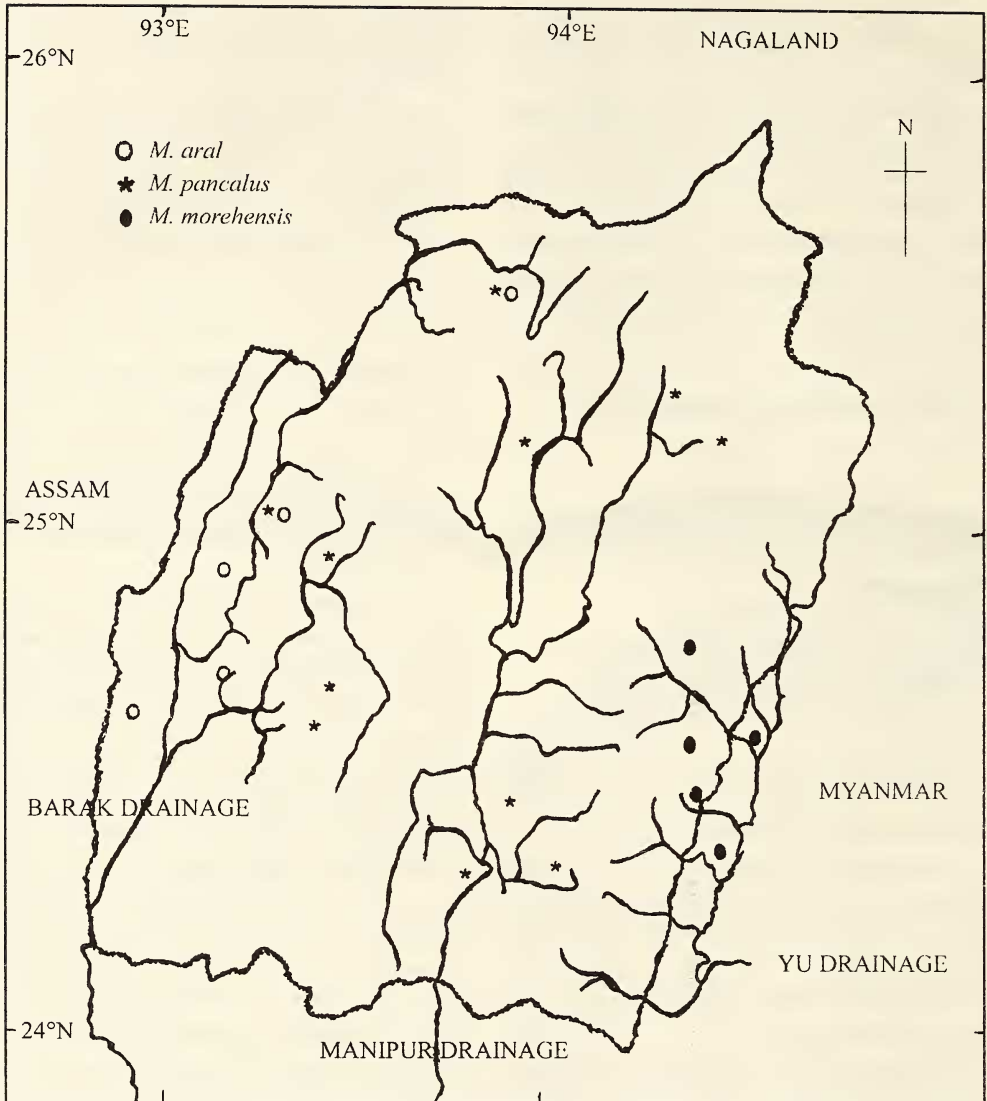 93°E
94°E
NAGALAND
26°N
N
M. aral
* M. pancalus
M. morehensis
ASSAM
25°N
BARAK DRAINAGE
MYANMAR
YU DRAINAGE
24°N
MANIPUR DRAINAGE